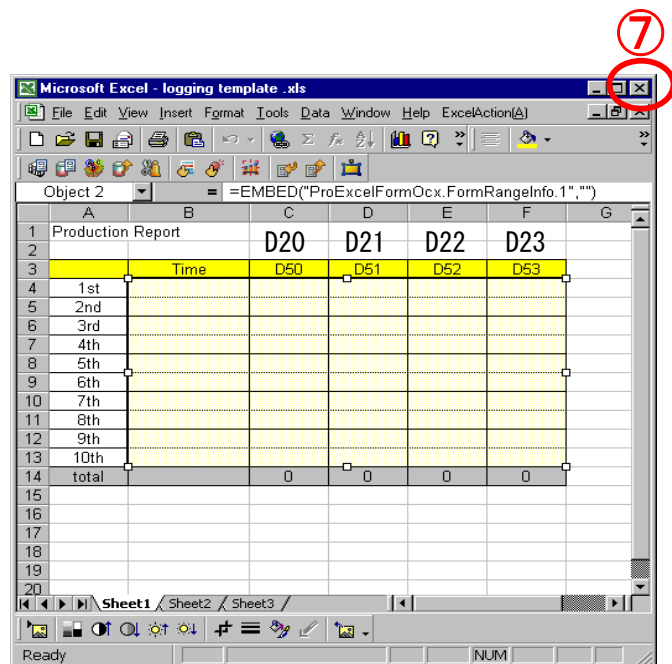 ⑦
Microsoft Excel - logging template .xls
File Edit View Insert Format Tools Data Window Help ExcelAction(A)
Object 2 = =EMBED("ProExcelFormOcx.FormRangeInfo.1","")
A B C D E F G
1 Production Report D20 D21 D22 D23
2
3 Time D50 D51 D52 D53
4 1st
5 2nd
6 3rd
7 4th
8 5th
9 6th
10 7th
11 8th
12 9th
13 10th
14 total 0 0 0 0
15
16
17
18
19
20
Sheet1 Sheet2 Sheet3
Ready NUM